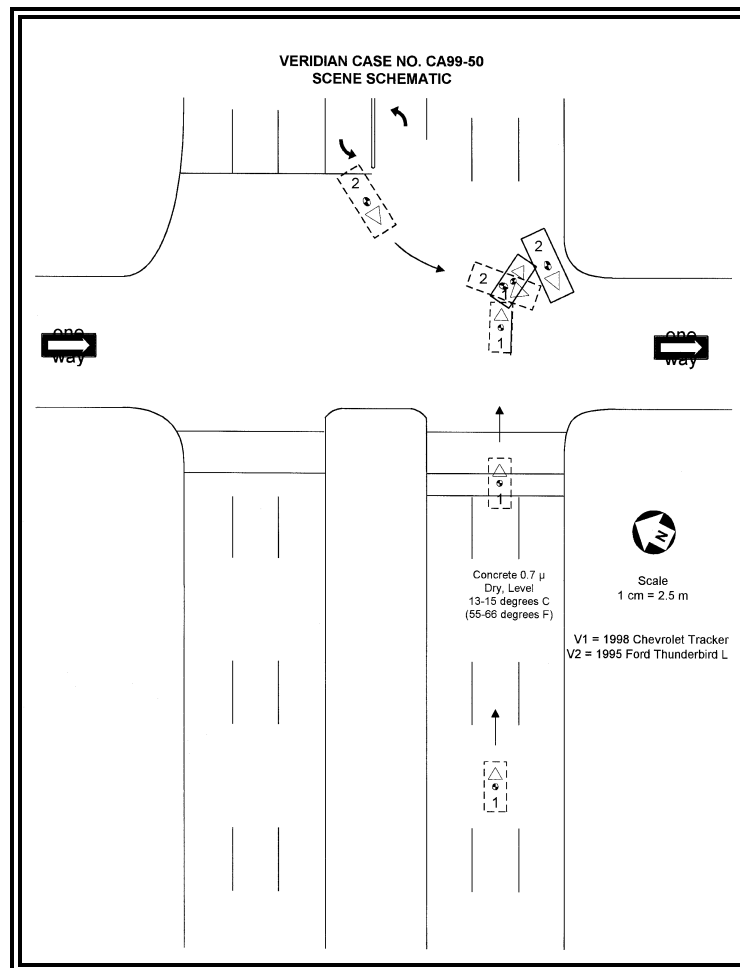 VERIDIAN CASE NO. CA99-50
SCENE SCHEMATIC
2
2
2
1
1
one
way
one
way
1
N
Concrete 0.7 µ
Dry, Level
13-15 degrees C
(55-66 degrees F)
Scale
1 cm = 2.5 m
V1 = 1998 Chevrolet Tracker
V2 = 1995 Ford Thunderbird L
1